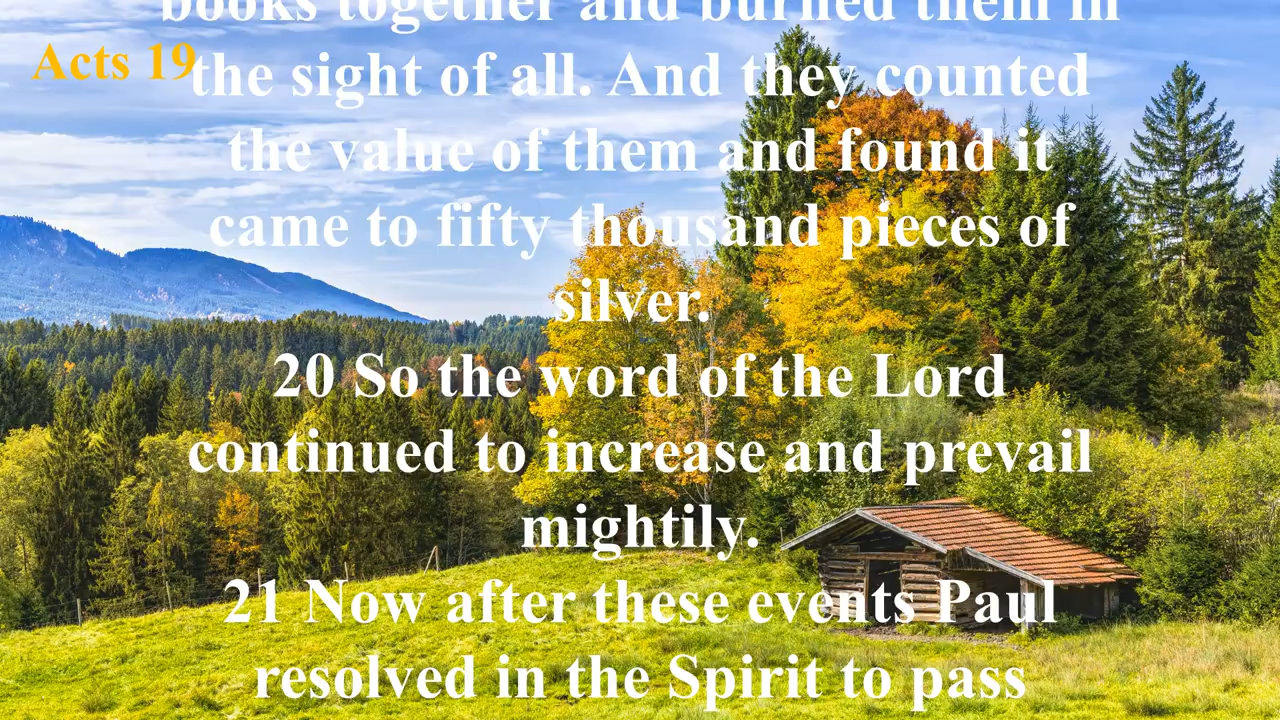 books together and burned them in
Acts 19
the sight of all. And they counted
the value of them and found it
came to fifty thousand pieces of
silver.
20 So the word of the Lord
continued to increase and prevail
mightily.
21 Now after these events Paul
resolved in the Spirit to pass